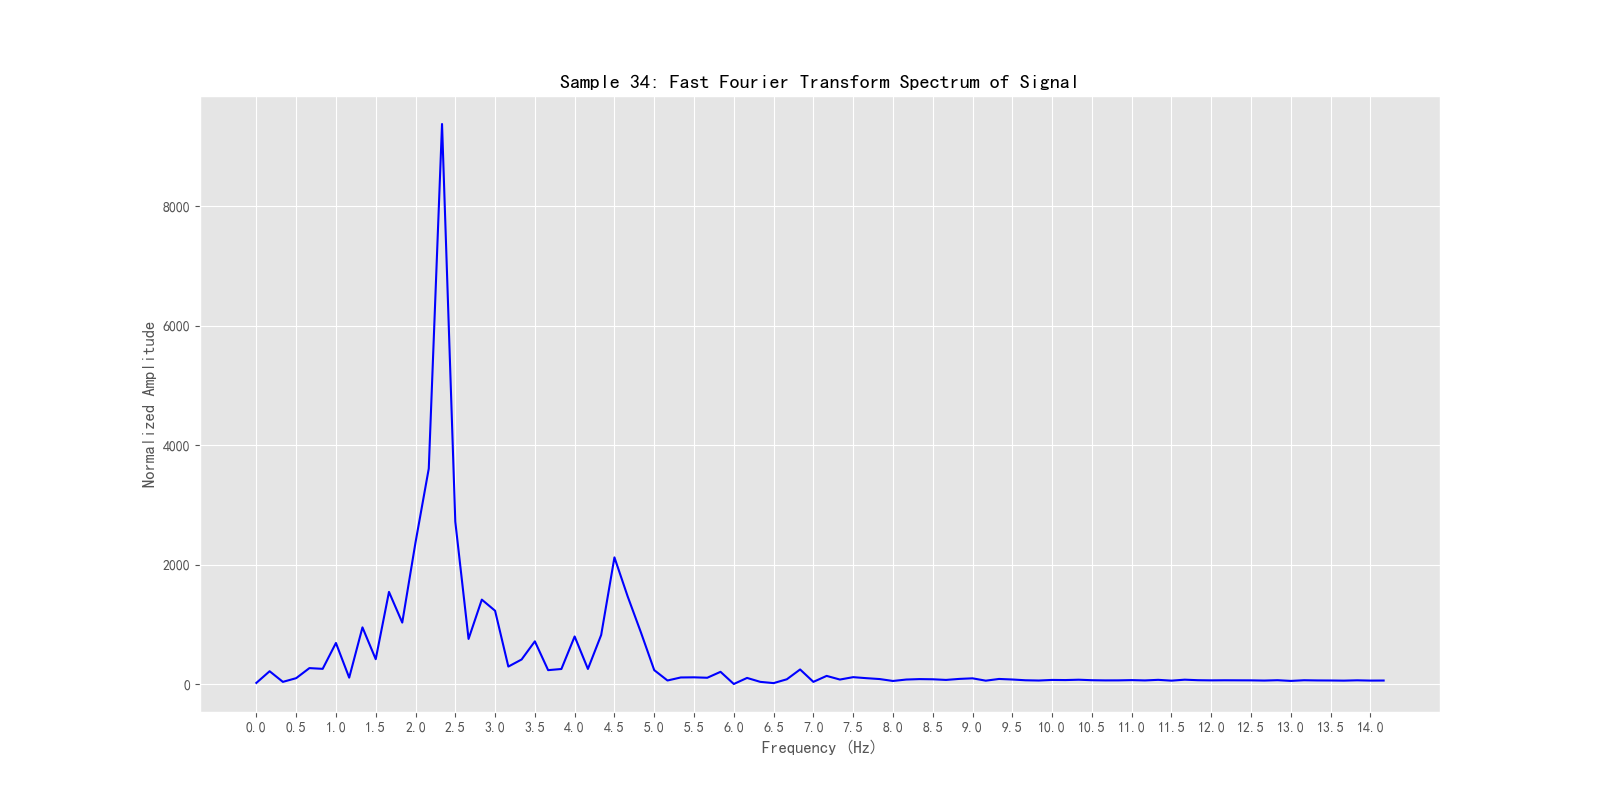 Sample 34: Fast Fourier Transform Spectrum of Signal
Normalized Amplitude
8000
6000
4000
2000
0
0.0 0.5 1.0 1.5 2.0 2.5 3.0 3.5 4.0 4.5 5.0 5.5 6.0 6.5 7.0 7.5 8.0 8.5 9.0 9.5 10.0 10.5 11.0 11.5 12.0 12.5 13.0 13.5 14.0
Frequency (Hz)